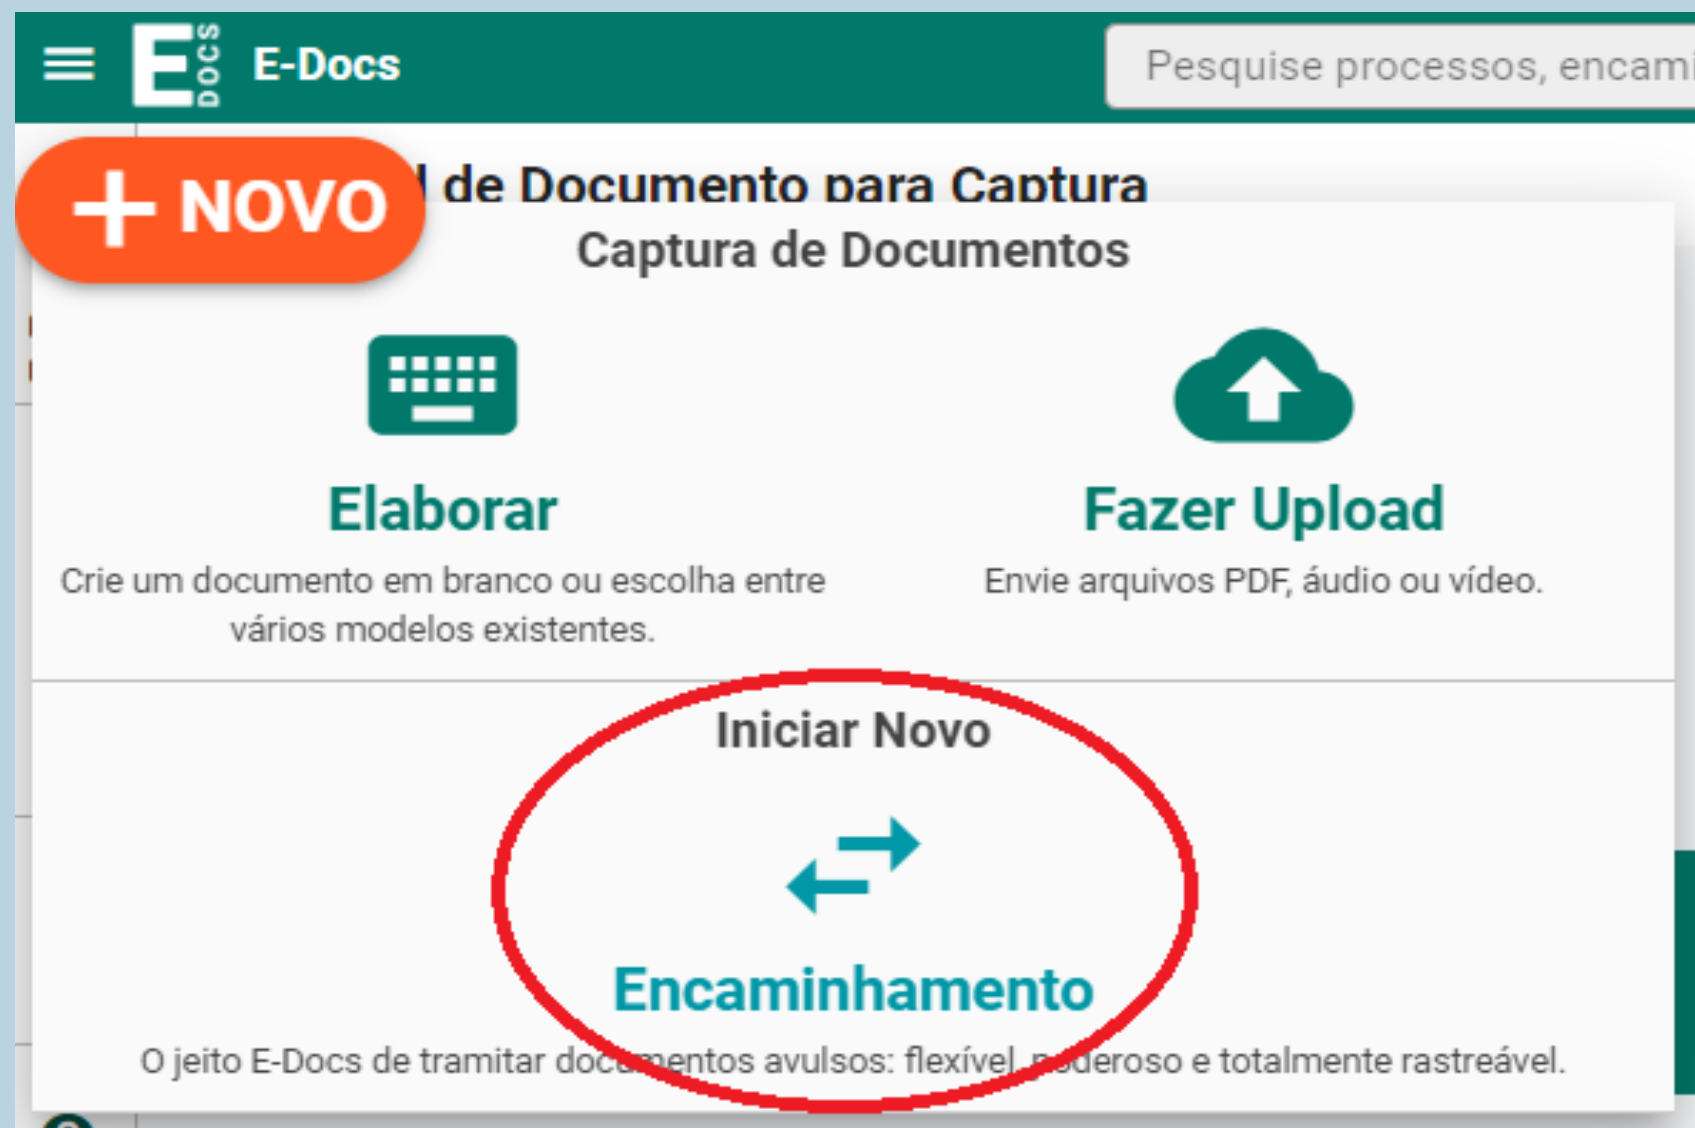 E DOCS E-Docs Pesquise processos, encami
+ NOVO de Documento para Captura
Captura de Documentos
Elaborar Fazer Upload
Crie um documento em branco ou escolha entre Envie arquivos PDF, áudio ou vídeo.
vários modelos existentes.
Iniciar Novo
Encaminhamento
O jeito E-Docs de tramitar documentos avulsos: flexível, poderoso e totalmente rastreável.